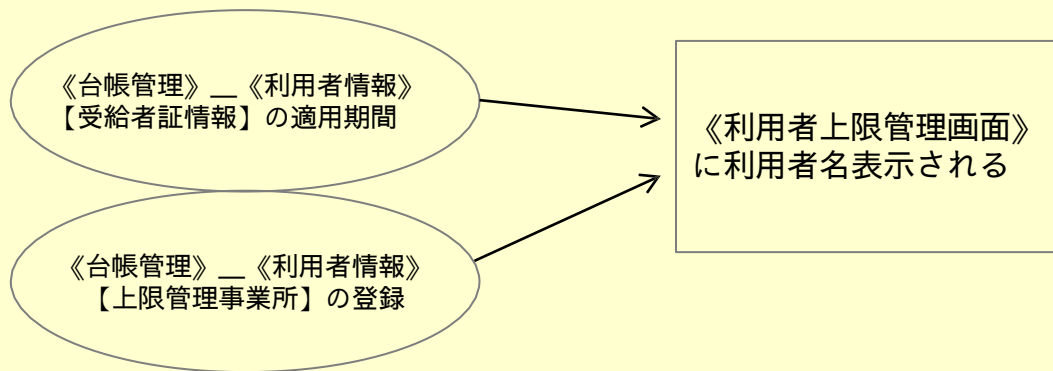 《台帳管理》＿《利用者情報》
【受給者証情報】の適用期間
《利用者上限管理画面》
に利用者名表示される
《台帳管理》＿《利用者情報》
【上限管理事業所】の登録